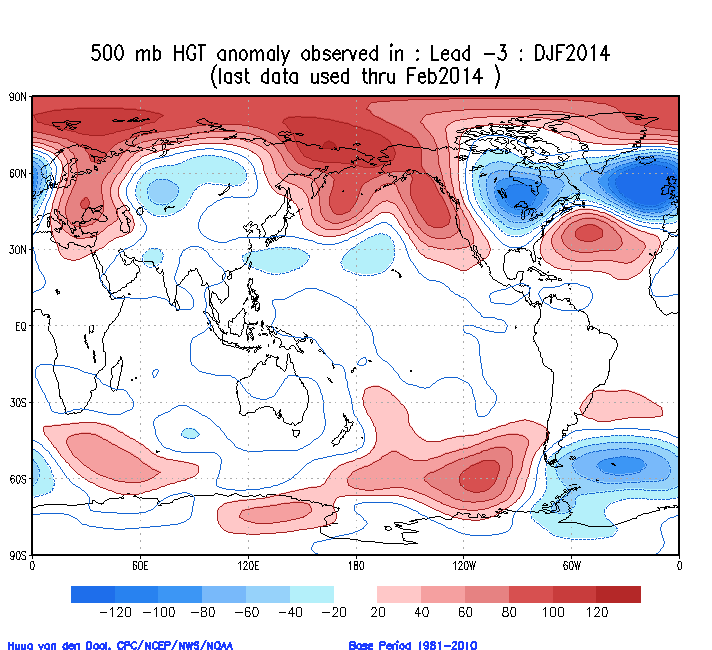 500 mb HGT anomaly observed in : Lead -3 : DJF2014
(last data used thru Feb2014 )
90N
60N
30N
EQ
30S
60S
90S
0 60E 120E 180 120W 60W 0
-120 -100 -80 -60 -40 -20 20 40 60 80 100 120
Huug van den Dool, CPC/NCEP/NWS/NOAA Base Period 1981-2010